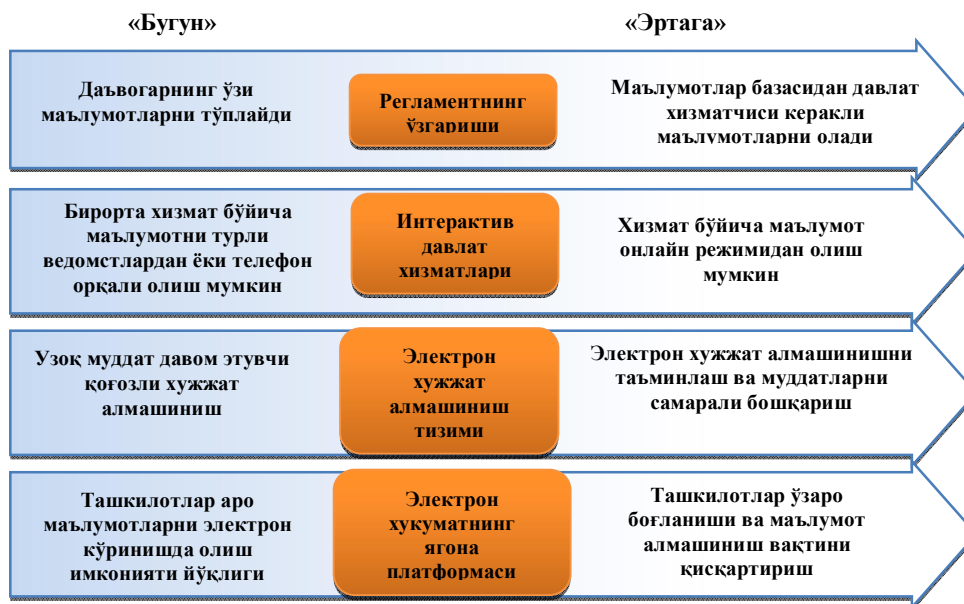 «Бугун»
«Эртага»
Даъвогарнинг ўзи
маълумотларни тўплайди
Регламентнинг
ўзгариши
Маълумотлар базасидан давлат
хизматчиси керакли
маълумотларни олади
Бирорта хизмат бўйича
маълумотни турли
ведомстлардан ёки телефон
орқали олиш мумкин
Интерактив
давлат
хизматлари
Хизмат бўйича маълумот
онлайн режимидан олиш
мумкин
Узоқ муддат давом этувчи
қоғозли хужжат
алмашиниш
Электрон
хужжат
алмашиниш
тизими
Электрон хужжат алмашинишни
таъминлаш ва муддатларни
самарали бошқариш
Ташкилотлар аро
маълумотларни электрон
кўринишда олиш
имконияти йўқлиги
Электрон
хукуматнинг
ягона
платформаси
Ташкилотлар ўзаро
боғланиши ва маълумот
алмашиниш вақтини
қисқартириш